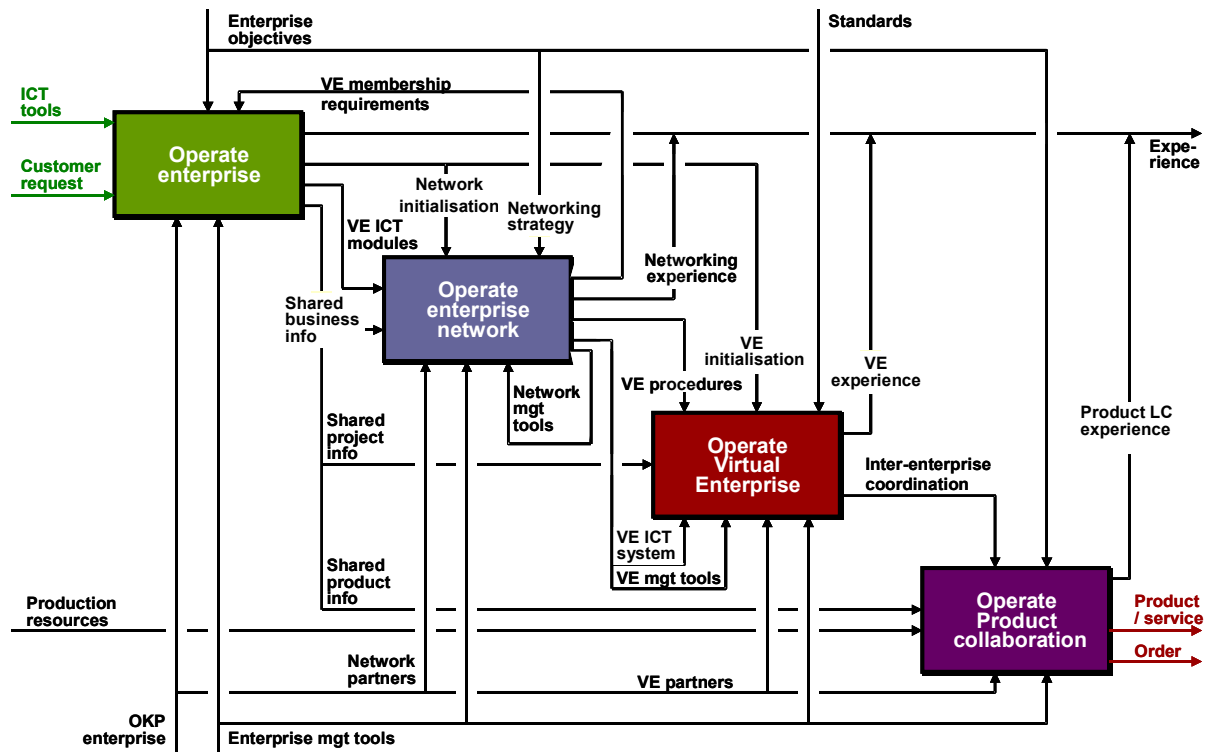 Enterprise
objectives
Standards
VE membership
requirements
ICT
tools
Operate
enterprise
Customer
request
Expe-
rience
Network
initialisation
Networking
strategy
VE ICT
modules
Networking
experience
Operate
enterprise
network
Shared
business
info
VE
initialisation
VE
experience
VE procedures
Network
mgt
tools
Shared
project
info
Product LC
experience
Operate
Virtual
Enterprise
Inter-enterprise
coordination
VE ICT
system
VE mgt tools
Shared
product
info
Production
resources
Operate
Product
collaboration
Product
/ service
Order
Network
partners
VE partners
OKP
enterprise
Enterprise mgt tools